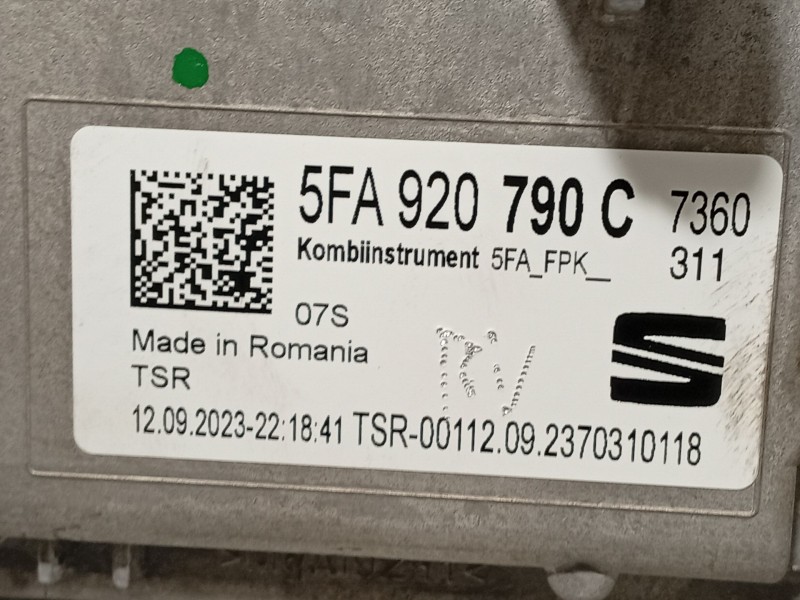 5FA 920 790 C 7360
Kombiinstrument 5FA_FPK__ 311
07S
Made in Romania
TSR
12.09.2023-22:18:41 TSR-00112.09.2370310118